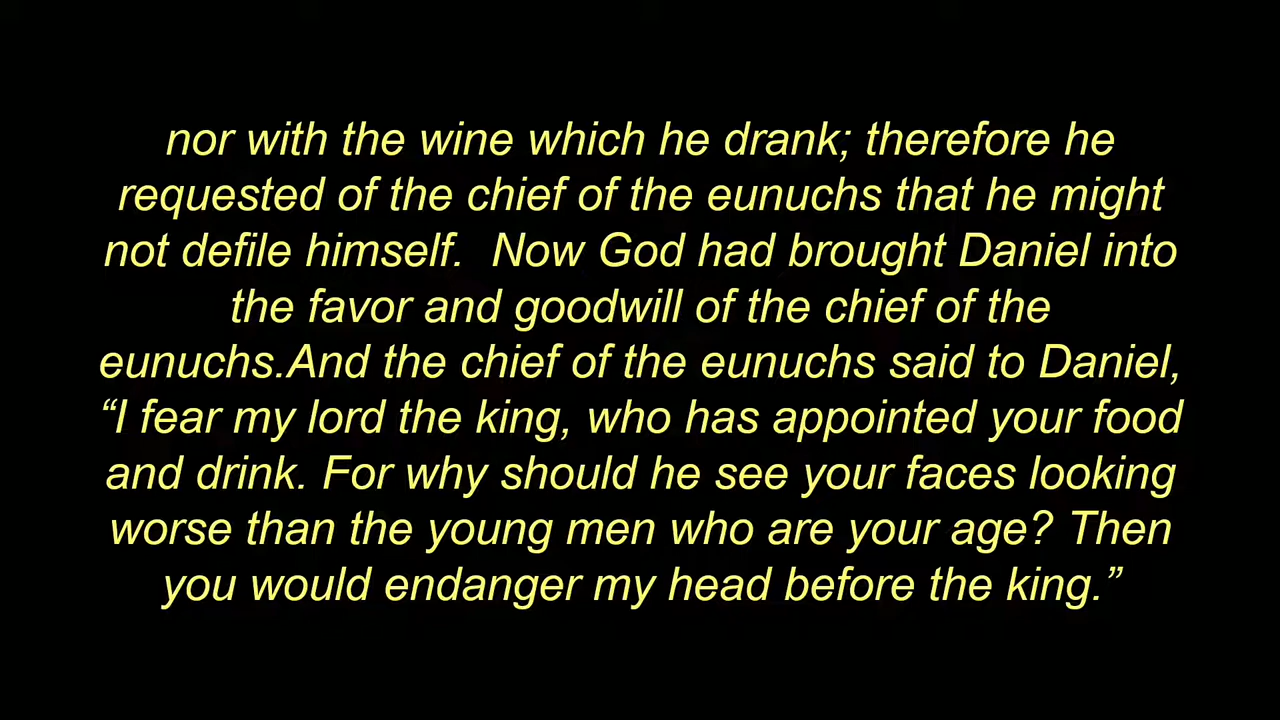 nor with the wine which he drank; therefore he
requested of the chief of the eunuchs that he might
not defile himself.  Now God had brought Daniel into
the favor and goodwill of the chief of the
eunuchs.And the chief of the eunuchs said to Daniel,
“I fear my lord the king, who has appointed your food
and drink. For why should he see your faces looking
worse than the young men who are your age? Then
you would endanger my head before the king.”